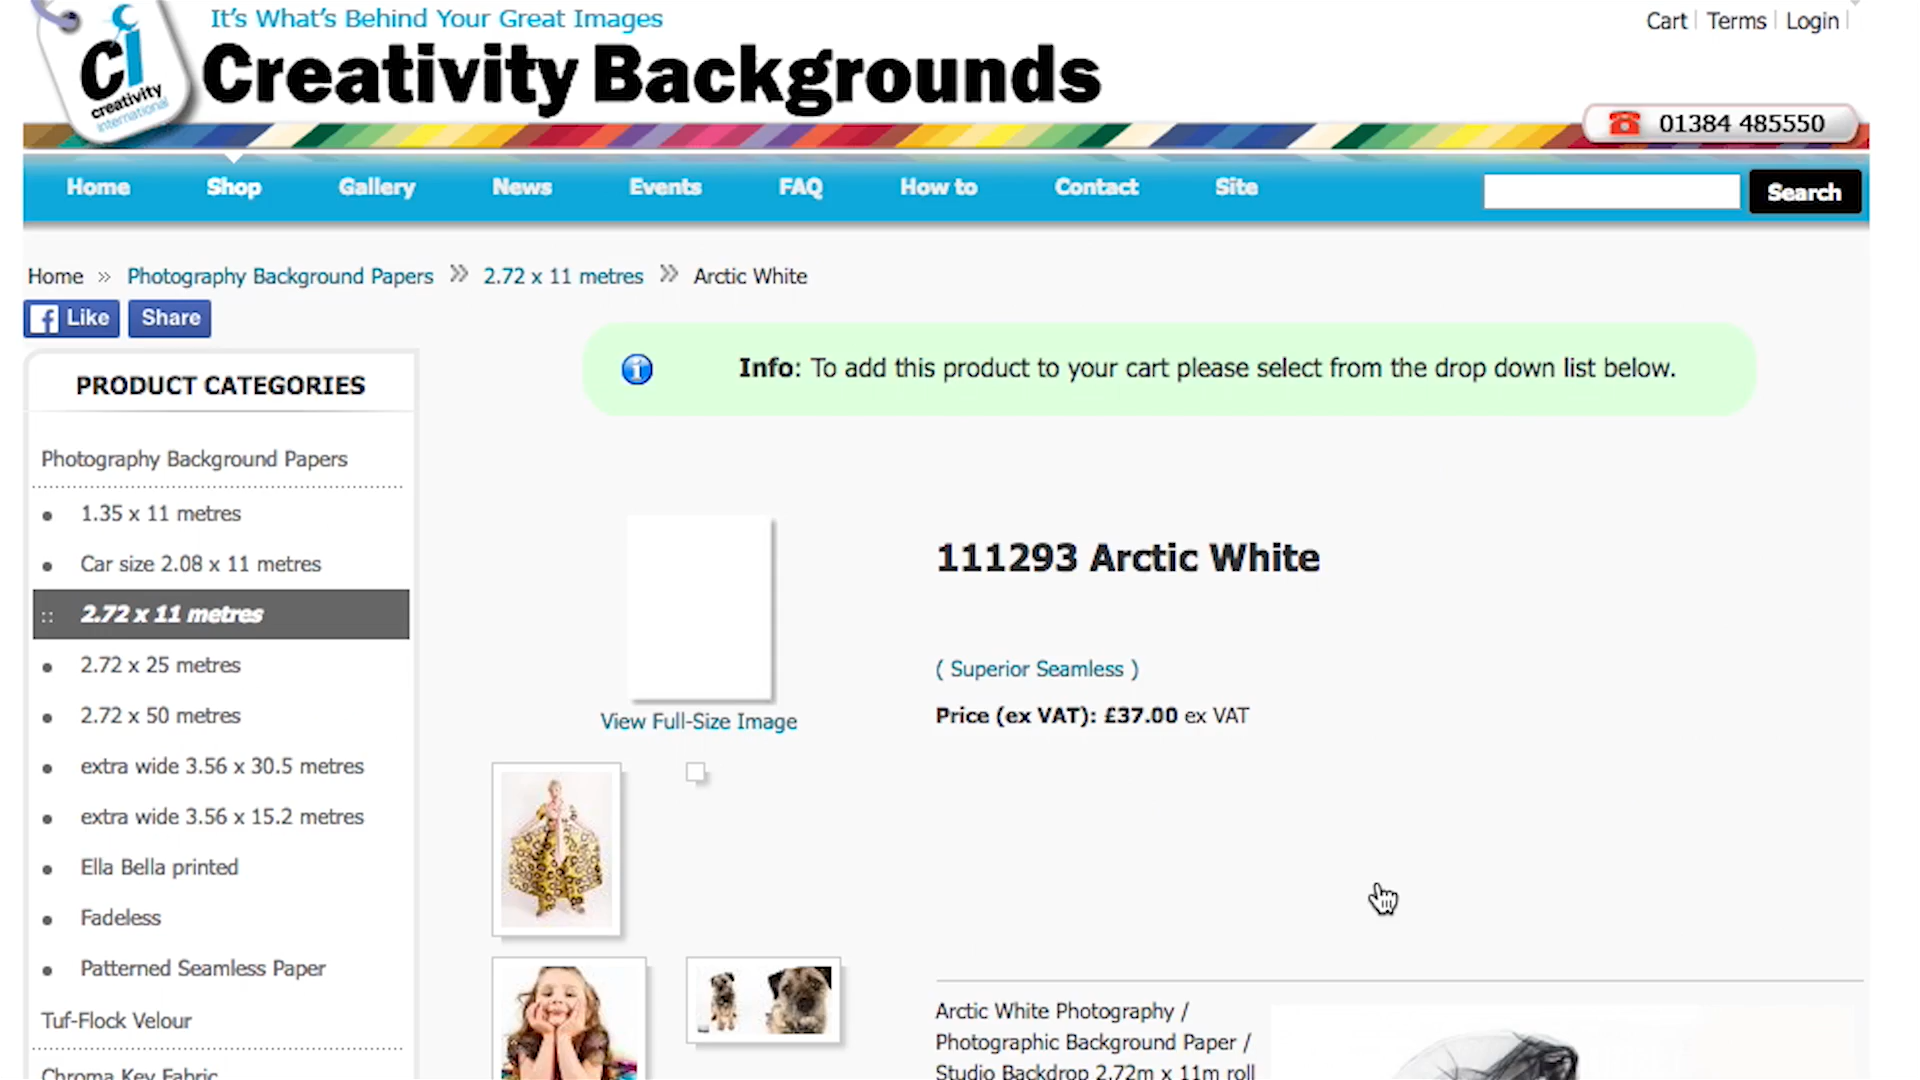 It's What's Behind Your Great Images
Cart Terms Login
ci
creativity
international
Creativity Backgrounds
01384 485550
Home Shop Gallery News Events FAQ How to Contact Site Search
Home » Photography Background Papers » 2.72 x 11 metres » Arctic White
Like Share
Info: To add this product to your cart please select from the drop down list below.
PRODUCT CATEGORIES
Photography Background Papers
1.35 x 11 metres
Car size 2.08 x 11 metres
2.72 x 11 metres
2.72 x 25 metres
2.72 x 50 metres
extra wide 3.56 x 30.5 metres
extra wide 3.56 x 15.2 metres
Ella Bella printed
Fadeless
Patterned Seamless Paper
Tuf-Flock Velour
Chroma Key Fabric
View Full-Size Image
111293 Arctic White
( Superior Seamless )
Price (ex VAT): £37.00 ex VAT
Arctic White Photography /
Photographic Background Paper /
Studio Backdrop 2.72m x 11m roll